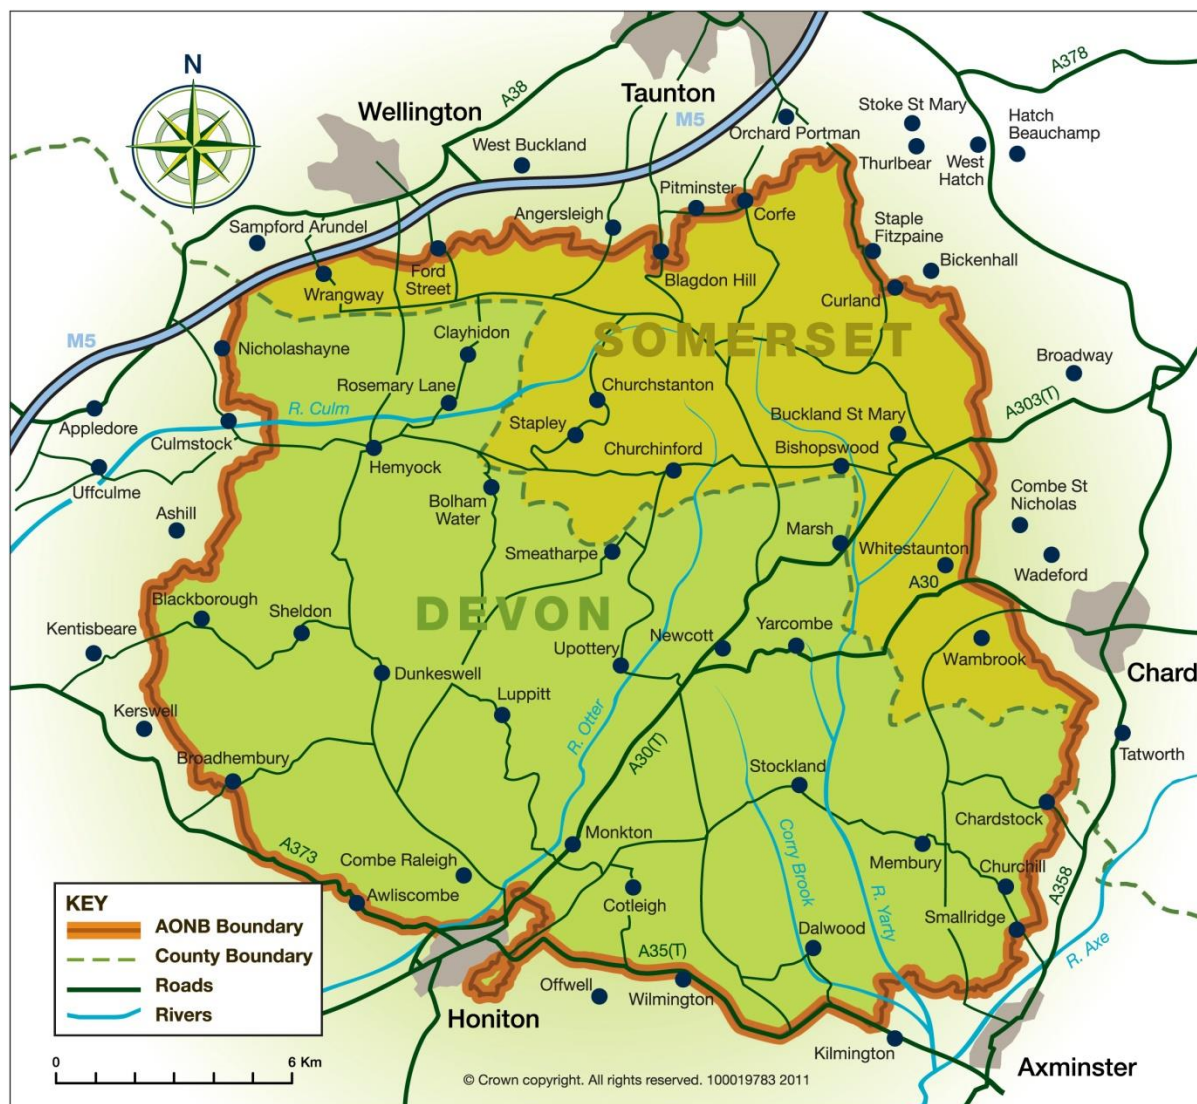 N
Wellington
A38
Taunton
M5
A378
Stoke St Mary
Hatch
Beauchamp
Orchard Portman
Thurlbear
West
Hatch
West Buckland
Pitminster
Corfe
Angersleigh
Sampford Arundel
Staple
Fitzpaine
Bickenhall
Ford
Street
Wrangway
Blagdon Hill
Curland
M5
Clayhidon
SOMERSET
Nicholashayne
Broadway
Rosemary Lane
Churchstanton
R. Culm
A303(T)
Appledore
Culmstock
Stapley
Buckland St Mary
Churchinford
Bishopswood
Hemyock
Uffculme
Bolham
Water
Combe St
Nicholas
Ashill
Marsh
Smeatharpe
Whitestaunton
Wadeford
A30
Blackborough
Sheldon
DEVON
Kentisbeare
Newcott
Yarcombe
Upottery
Wambrook
Chard
Dunkeswell
Luppitt
Kerswell
R. Otter
A30(T)
Tatworth
Broadhembury
Stockland
Chardstock
Monkton
A373
Corry Brook
Combe Raleigh
Membury
Churchill
A358
Awliscombe
Cotleigh
R. Yarty
Smallridge
Dalwood
R. Axe
A35(T)
Offwell
Wilmington
Honiton
Kilmington
Axminster
KEY
AONB Boundary
County Boundary
Roads
Rivers
0 6 Km
© Crown copyright. All rights reserved. 100019783 2011